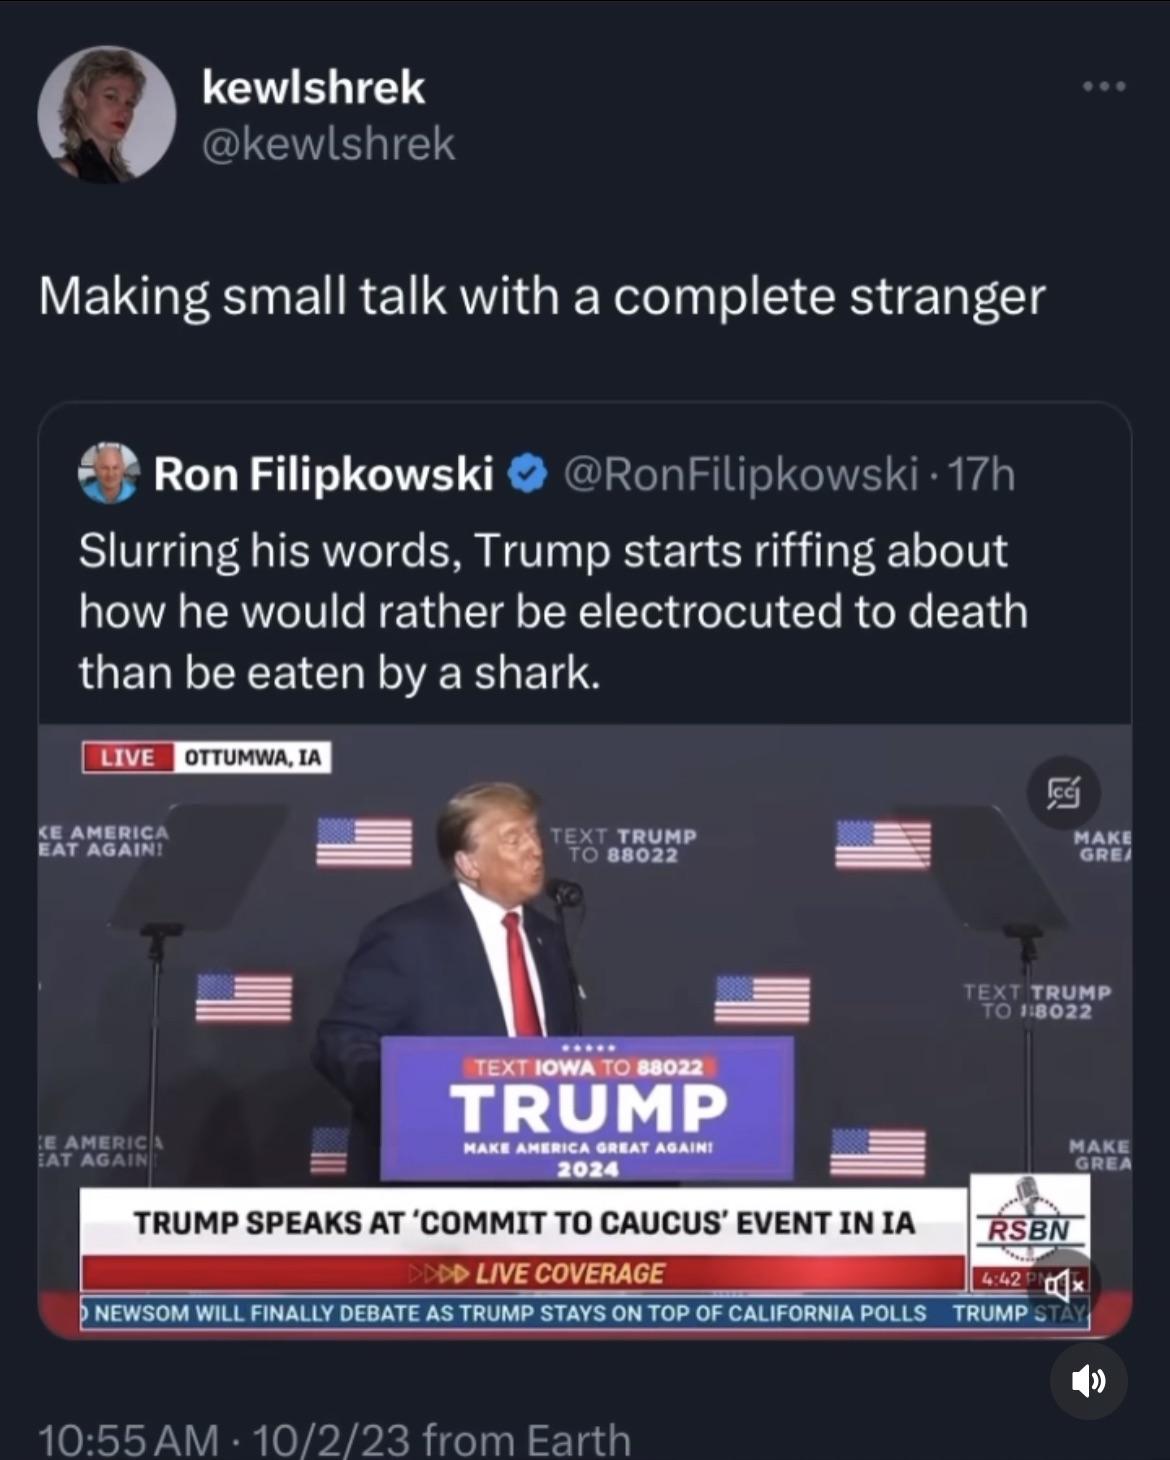 kewlshrek
@kewlshrek
Making small talk with a complete stranger
Ron Filipkowski @RonFilipkowski · 17h
Slurring his words, Trump starts riffing about
how he would rather be electrocuted to death
than be eaten by a shark.
LIVE OTTUMWA, IA
CC
KE AMERICA
EAT AGAIN!
TEXT TRUMP
TO 88022
MAKE
GREA
TEXT TRUMP
TO 88022
TEXT IOWA TO 88022
TRUMP
MAKE AMERICA GREAT AGAIN!
2024
E AMERICA
EAT AGAIN
MAKE
GREA
TRUMP SPEAKS AT ‘COMMIT TO CAUCUS’ EVENT IN IA
RSBN
LIVE COVERAGE
4:42
NEWSOM WILL FINALLY DEBATE AS TRUMP STAYS ON TOP OF CALIFORNIA POLLS TRUMP STAY
10:55 AM · 10/2/23 from Earth